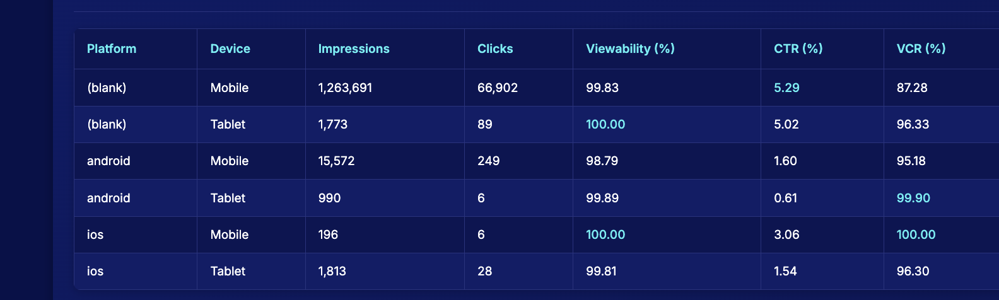 Platform Device Impressions Clicks Viewability (%) CTR (%) VCR (%)
(blank) Mobile 1,263,691 66,902 99.83 5.29 87.28
(blank) Tablet 1,773 89 100.00 5.02 96.33
android Mobile 15,572 249 98.79 1.60 95.18
android Tablet 990 6 99.89 0.61 99.90
ios Mobile 196 6 100.00 3.06 100.00
ios Tablet 1,813 28 99.81 1.54 96.30